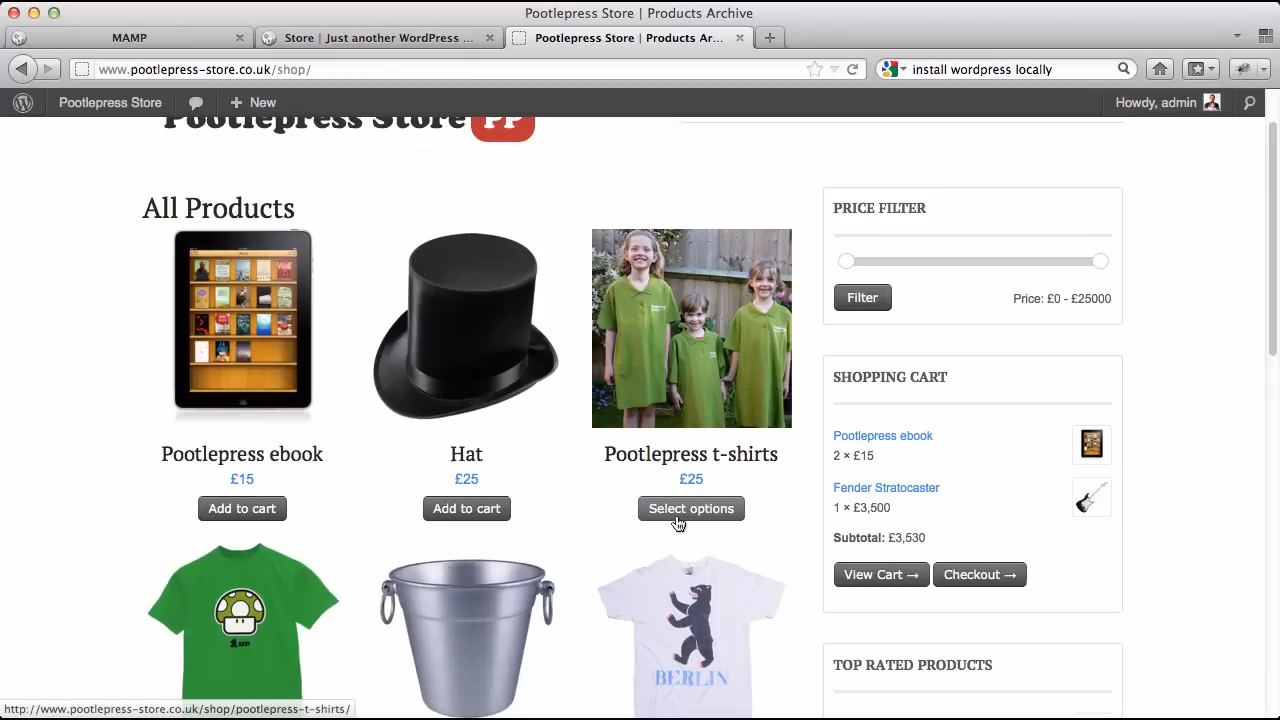 Pootlepress Store | Products Archive
MAMP
Store | Just another WordPress ...
Pootlepress Store | Products Ar...
www.pootlepress-store.co.uk/shop/
install wordpress locally
Pootlepress Store
New
Howdy, admin
Pootlepress Store PP
All Products
Pootlepress ebook
£15
Add to cart
Hat
£25
Add to cart
Pootlepress t-shirts
£25
Select options
1 UP
BERLIN
PRICE FILTER
Filter
Price: £0 - £25000
SHOPPING CART
Pootlepress ebook
2 × £15
Fender Stratocaster
1 × £3,500
Subtotal: £3,530
View Cart →
Checkout →
TOP RATED PRODUCTS
http://www.pootlepress-store.co.uk/shop/pootlepress-t-shirts/